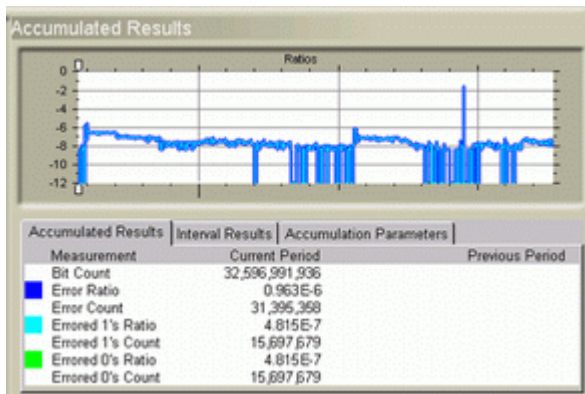 Accumulated Results
Ratios
0
-2
-4
-6
-8
-10
-12
Accumulated Results Interval Results Accumulation Parameters
Measurement Current Period Previous Period
Bit Count 32,596,991,936
Error Ratio 0.963E-6
Error Count 31,395,358
Errored 1's Ratio 4.815E-7
Errored 1's Count 15,697,679
Errored 0's Ratio 4.815E-7
Errored 0's Count 15,697,679